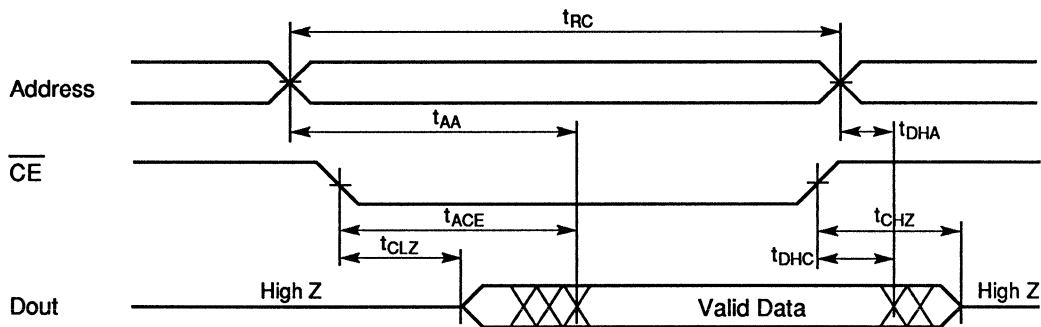 tRC
Address
tAA
tDHA
CE
tACE
tCHZ
tCLZ
tDHC
Dout
High Z
Valid Data
High Z